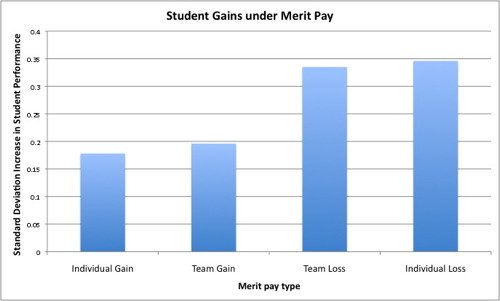 Student Gains under Merit Pay
Standard Deviation Increase in Student Performance
0.4
0.35
0.3
0.25
0.2
0.15
0.1
0.05
0
Individual Gain
Team Gain
Team Loss
Individual Loss
Merit pay type